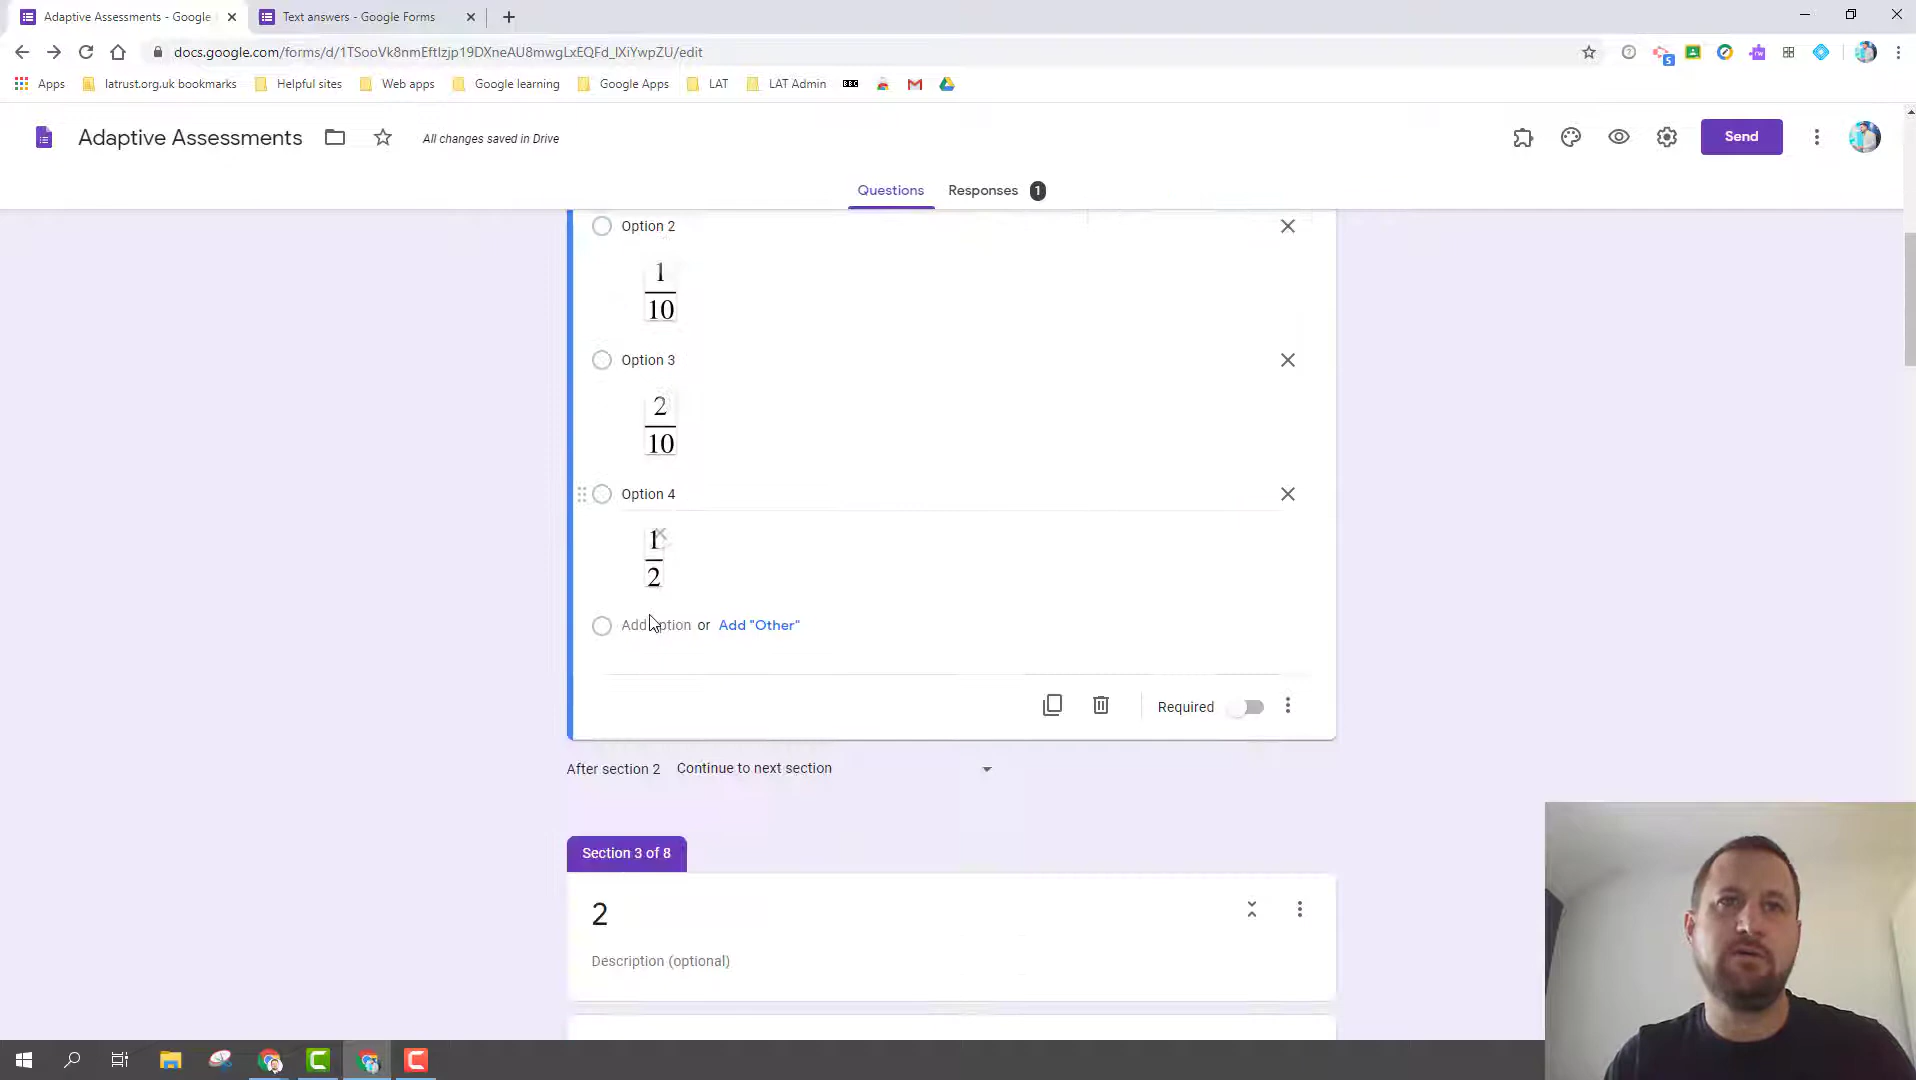 Adaptive Assessments - Google
Text answers - Google Forms
docs.google.com/forms/d/1TSooVk8nmEftIzjp19DXneAU8mwgLxEQFd_lXiYwpZU/edit
Apps
latrust.org.uk bookmarks
Helpful sites
Web apps
Google learning
Google Apps
LAT
LAT Admin
BBC
5
Adaptive Assessments
All changes saved in Drive
Send
Questions
Responses
1
Option 2
1
10
Option 3
2
10
Option 4
1
2
Add option or Add "Other"
Required
After section 2 Continue to next section
Section 3 of 8
2
Description (optional)